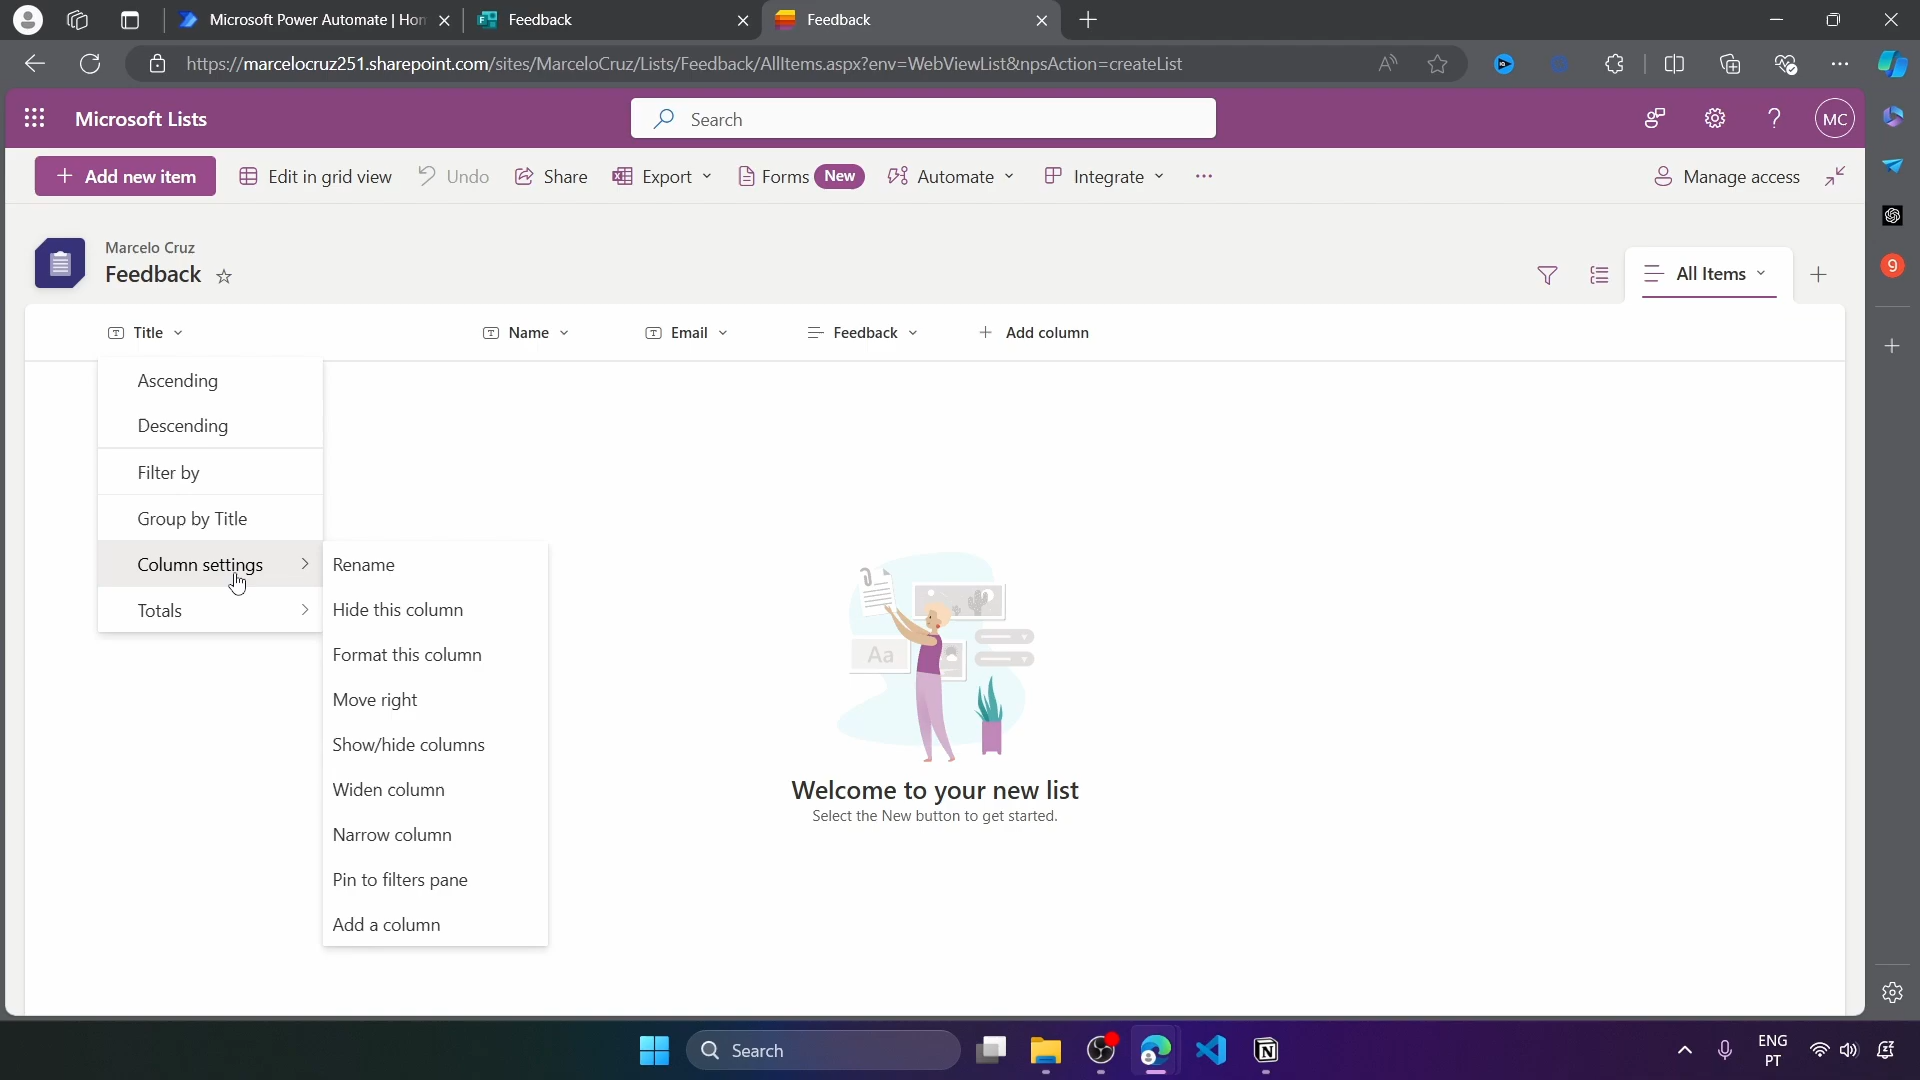 Microsoft Power Automate | Hom
Feedback
Feedback
https://marcelocruz251.sharepoint.com/sites/MarceloCruz/Lists/Feedback/AllItems.aspx?env=WebViewList&npsAction=createList
Microsoft Lists
Search
MC
Add new item
Edit in grid view
Undo
Share
Export
Forms New
Automate
Integrate
Manage access
9
Marcelo Cruz
Feedback
All Items
Title
Name
Email
Feedback
Add column
Ascending
Descending
Filter by
Group by Title
Column settings
Totals
Rename
Hide this column
Format this column
Move right
Show/hide columns
Widen column
Narrow column
Pin to filters pane
Add a column
Aa
Welcome to your new list
Select the New button to get started.
Search
ENG
PT